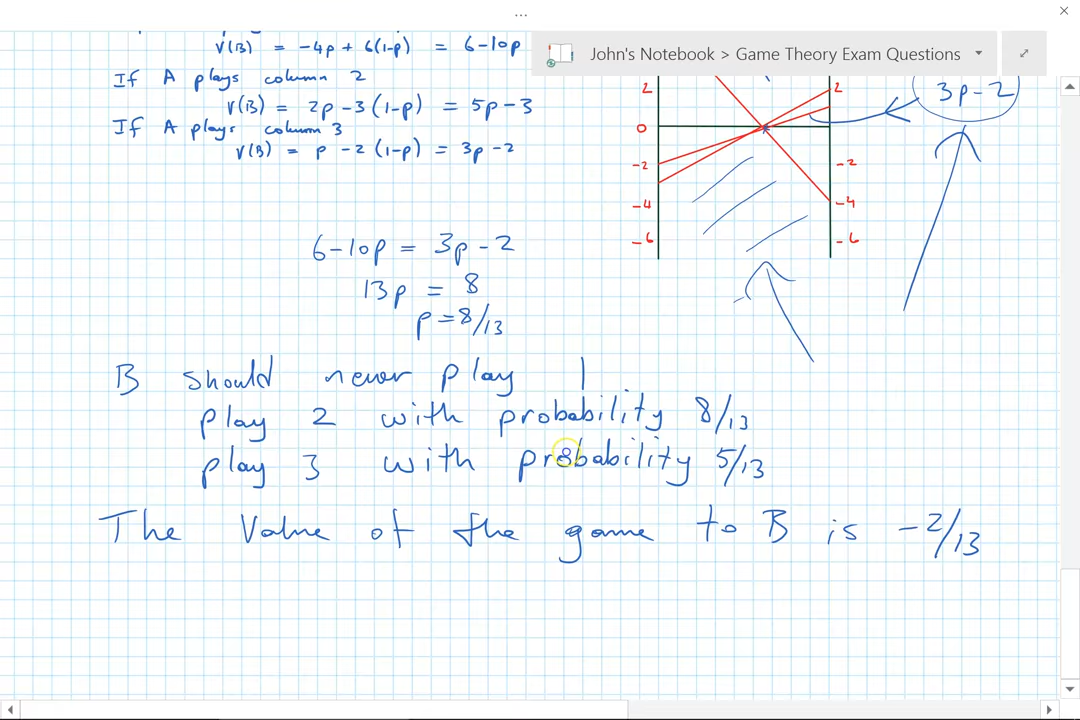 ...
John's Notebook > Game Theory Exam Questions
V(B) = -4p + 6(1-p) = 6-10p
If A plays column 2
V(B) = 2p - 3(1-p) = 5p - 3
If A plays column 3
V(B) = p - 2(1-p) = 3p - 2
2 2
3p - 2
0
-2 -2
-4 -4
-6 -6
6 - 10p = 3p - 2
13p = 8
p = 8/13
B should never play 1
play 2 with probability 8/13
play 3 with probability 5/13
The Value of the game to B is -2/13